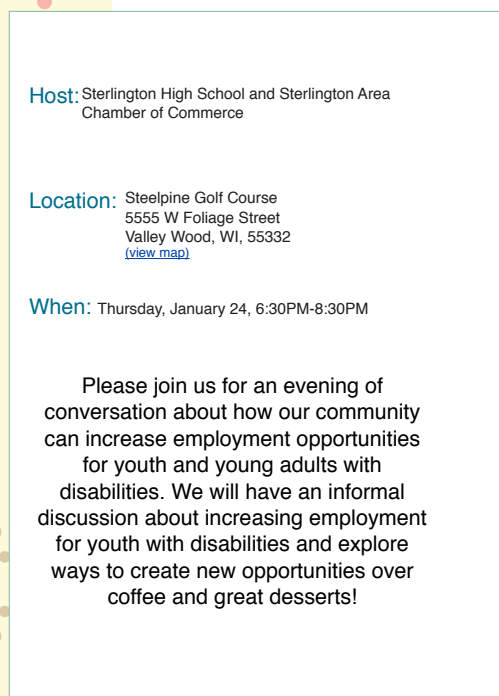 Host: Sterlington High School and Sterlington Area
Chamber of Commerce
Location: Steelpine Golf Course
5555 W Foliage Street
Valley Wood, WI, 55332
(view map)
When: Thursday, January 24, 6:30PM-8:30PM
Please join us for an evening of
conversation about how our community
can increase employment opportunities
for youth and young adults with
disabilities. We will have an informal
discussion about increasing employment
for youth with disabilities and explore
ways to create new opportunities over
coffee and great desserts!